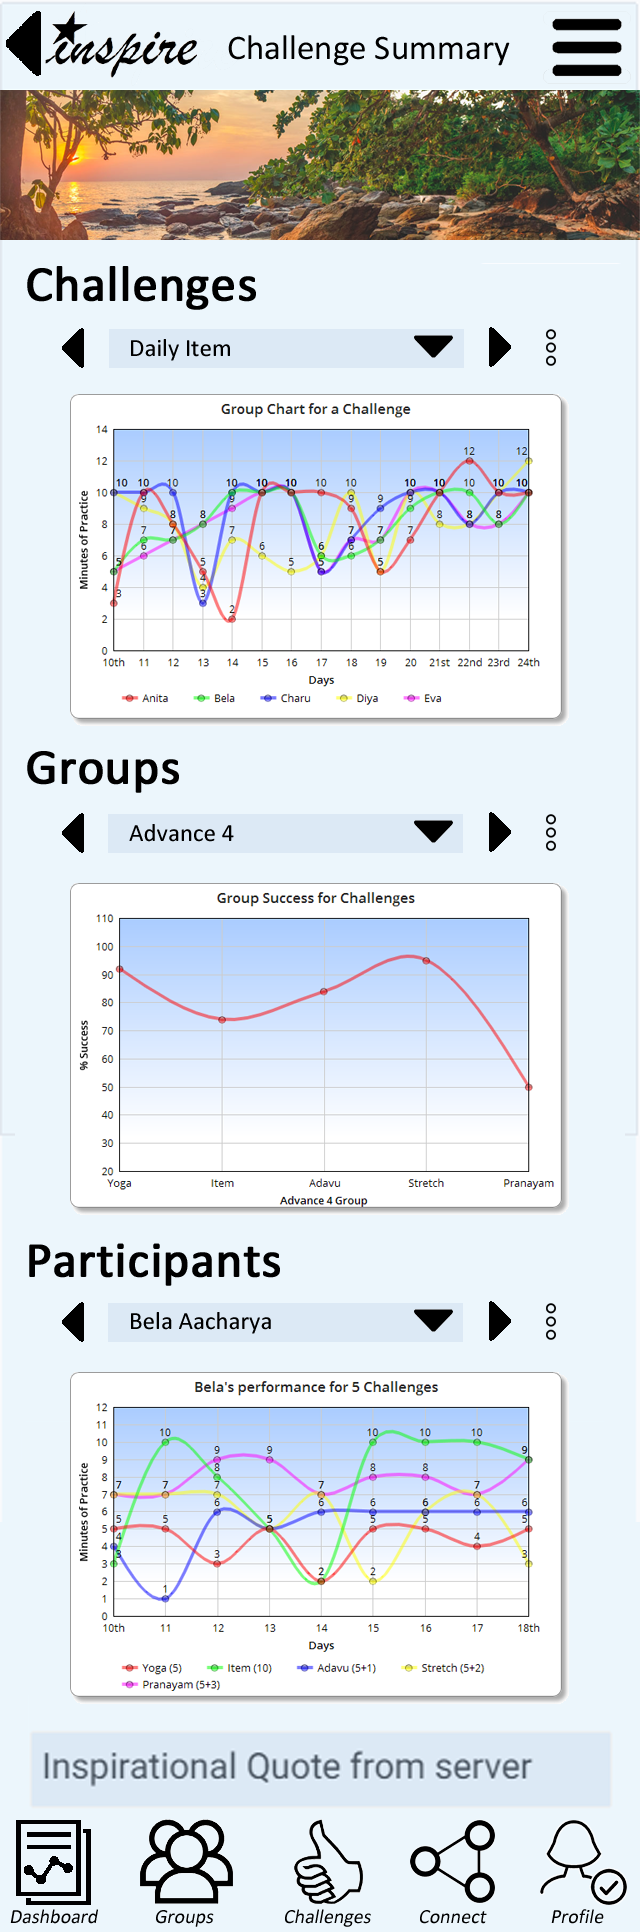 inspire
Challenge Summary
Challenges
Daily Item
Group Chart for a Challenge
Minutes of Practice
14
12
10
8
6
4
2
0
10th 11 12 13 14 15 16 17 18 19 20 21st 22nd 23rd 24th
Days
Anita Bela Charu Diya Eva
Groups
Advance 4
Group Success for Challenges
% Success
110
100
90
80
70
60
50
40
30
20
Yoga Item Adavu Stretch Pranayam
Advance 4 Group
Participants
Bela Aacharya
Bela's performance for 5 Challenges
Minutes of Practice
12
11
10
9
8
7
6
5
4
3
2
1
0
10th 11 12 13 14 15 16 17 18th
Days
Yoga (5) Item (10) Adavu (5+1) Stretch (5+2)
Pranayam (5+3)
Inspirational Quote from server
Dashboard Groups Challenges Connect Profile